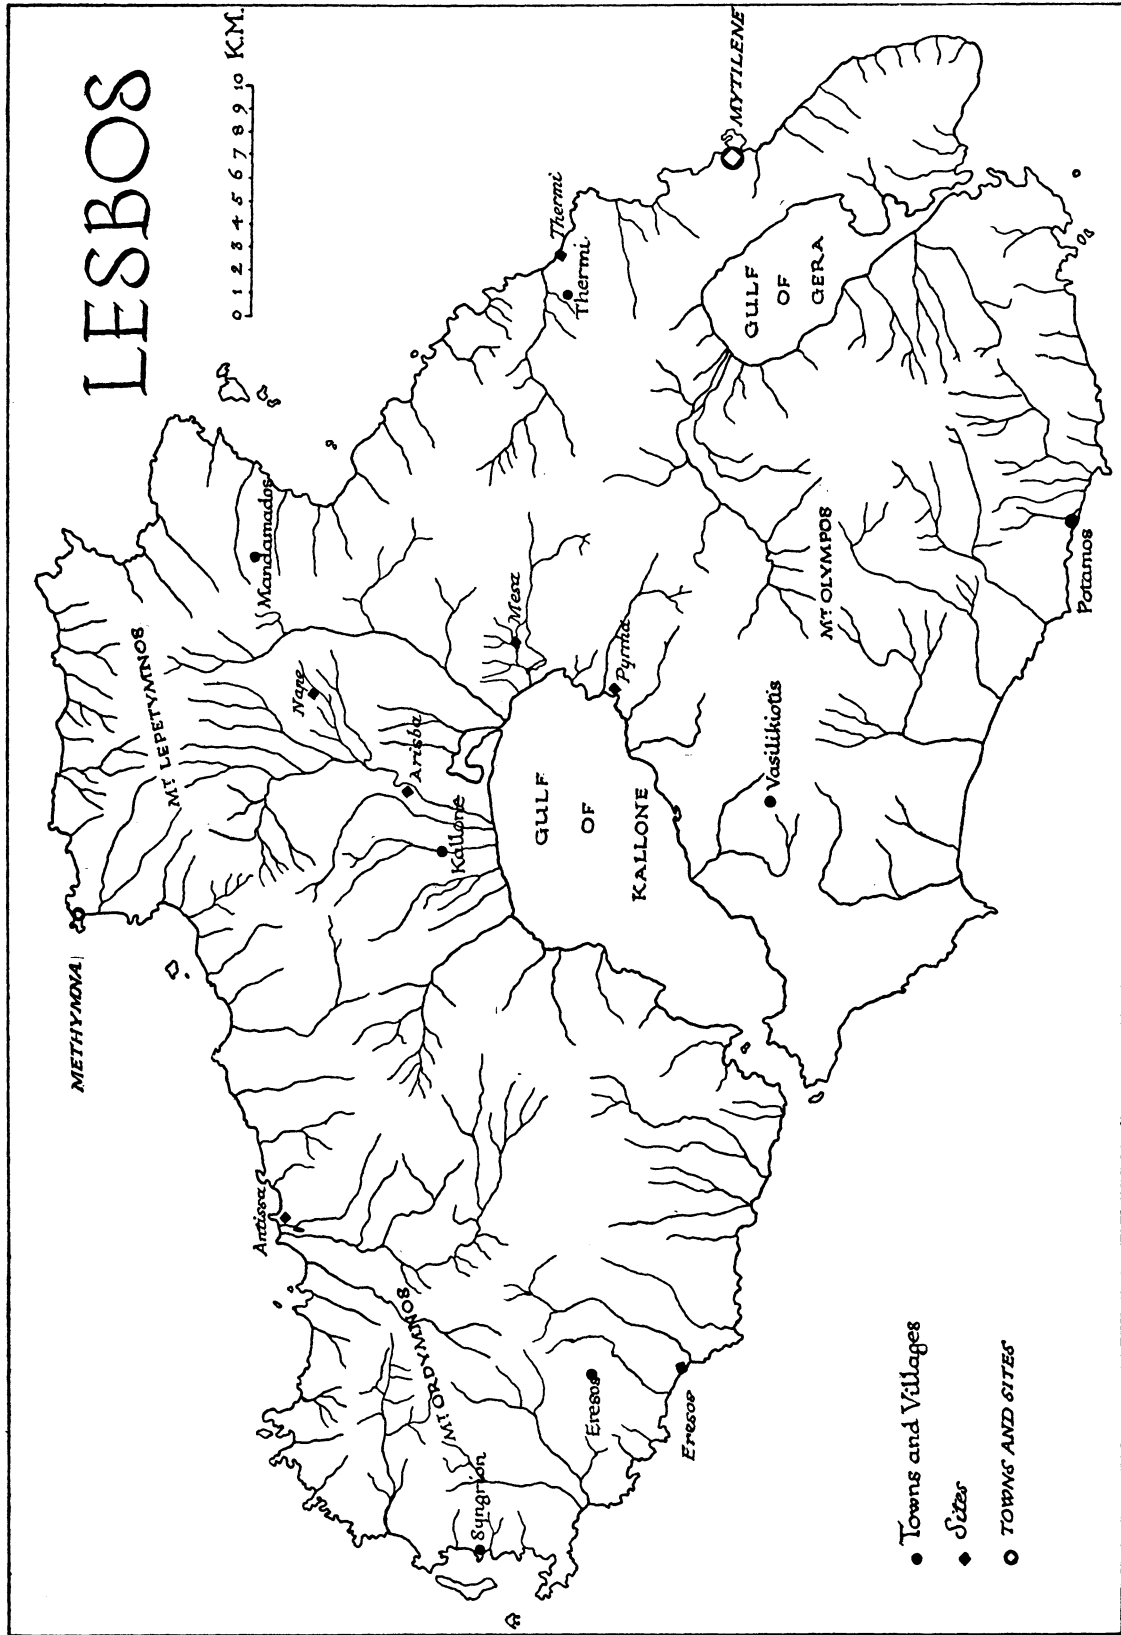 LESBOS
0 1 2 3 4 5 6 7 8 9 10 K.M.
METHYMNA
MT LEPETYMNOS
Mandamados
Nape
Antissa
Arisba
Kallone
Mesa
Thermi
Thermi
MYTILENE
MT ORDYMNOS
Syngrion
GULF
OF
KALLONE
Pyrrha
GULF
OF
GERA
Eresos
Eresos
Vasilikiotis
MT OLYMPOS
Potamos
Towns and Villages
Sites
TOWNS AND SITES